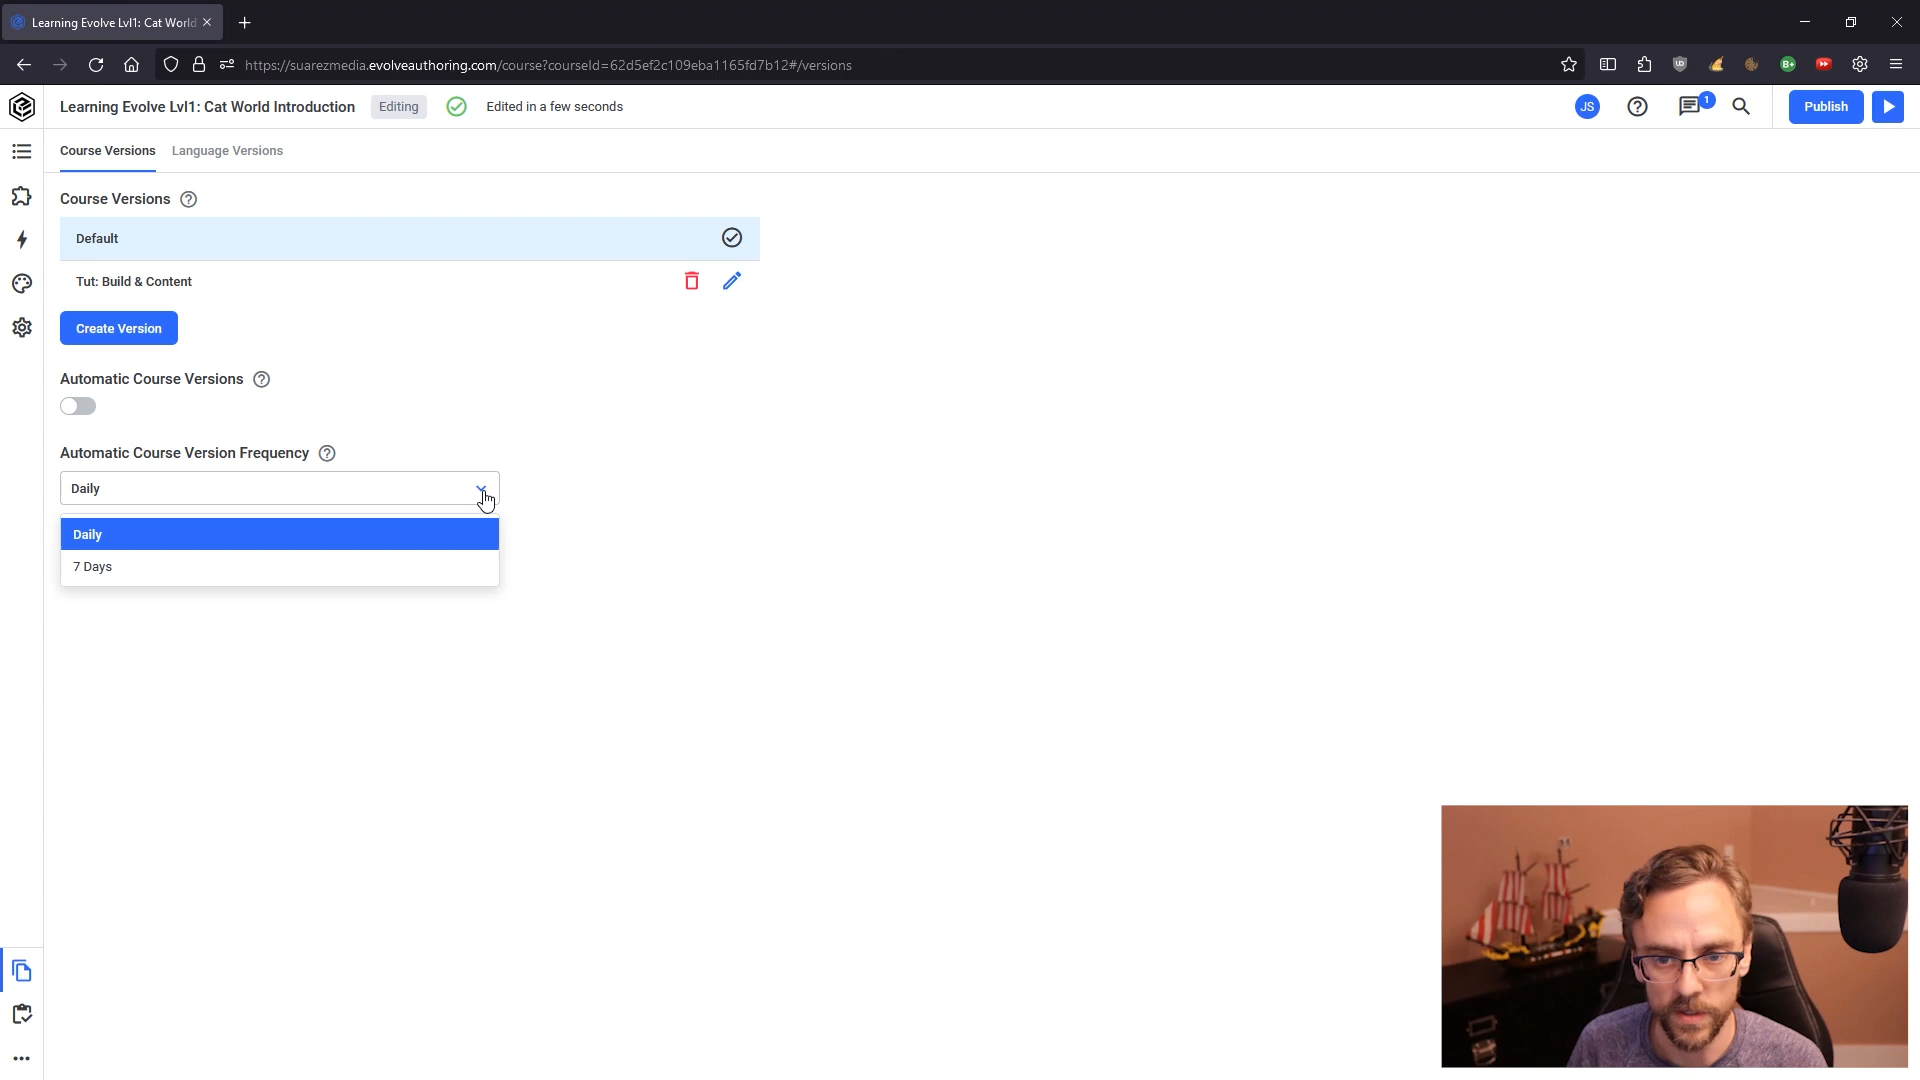 Learning Evolve Lvl1: Cat World
https://suarezmedia.evolveauthoring.com/course?courseId=62d5ef2c109eba1165fd7b12#/versions
Learning Evolve Lvl1: Cat World Introduction
Editing
Edited in a few seconds
JS
1
Publish
Course Versions
Language Versions
Course Versions
Default
Tut: Build & Content
Create Version
Automatic Course Versions
Automatic Course Version Frequency
Daily
Daily
7 Days